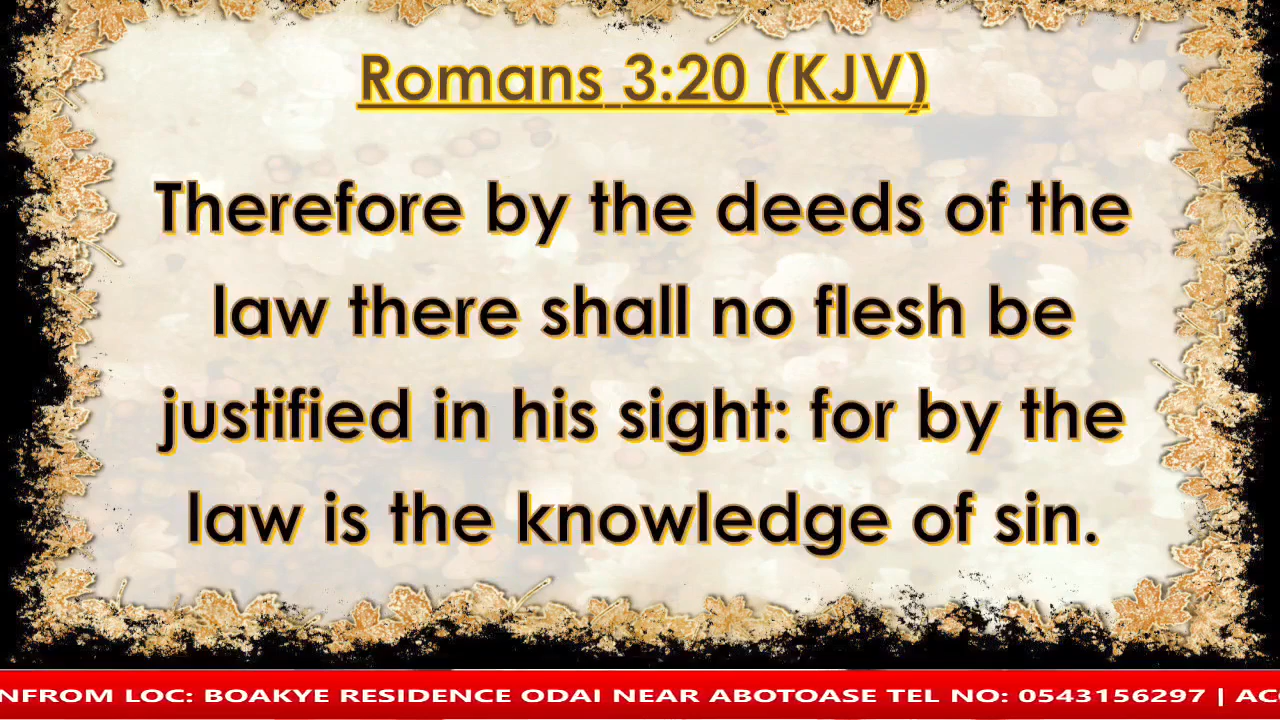 Romans 3:20 (KJV)
Therefore by the deeds of the
law there shall no flesh be
justified in his sight: for by the
law is the knowledge of sin.
NFROM LOC: BOAKYE RESIDENCE ODAI NEAR ABOTOASE TEL NO: 0543156297 | AC